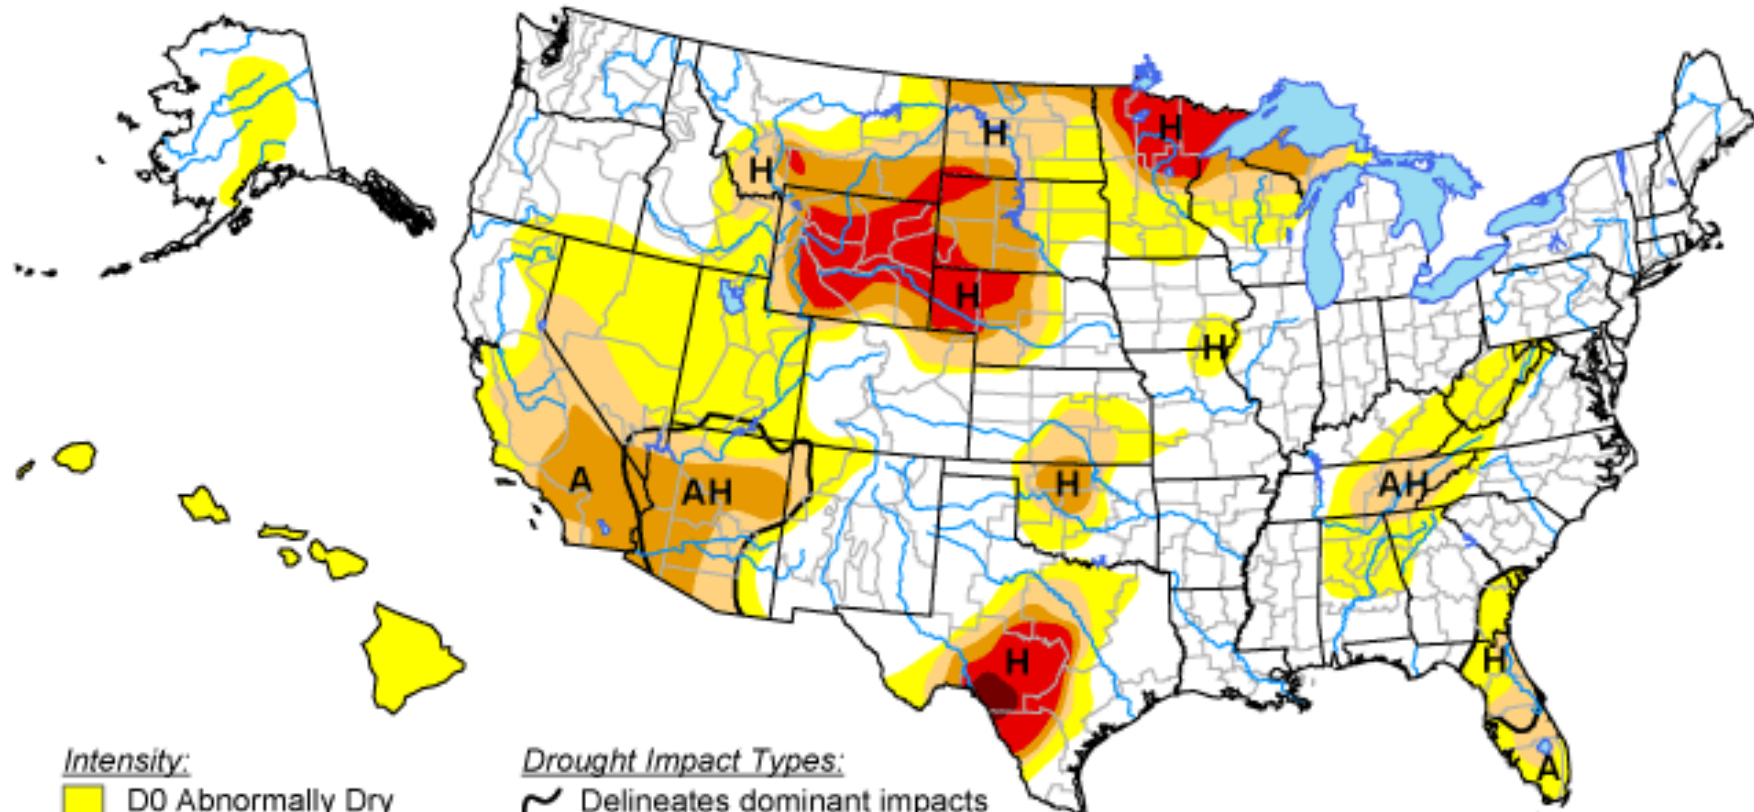 H
H
H
H
H
A
AH
H
AH
H
H
A
Intensity:
D0 Abnormally Dry
Drought Impact Types:
Delineates dominant impacts